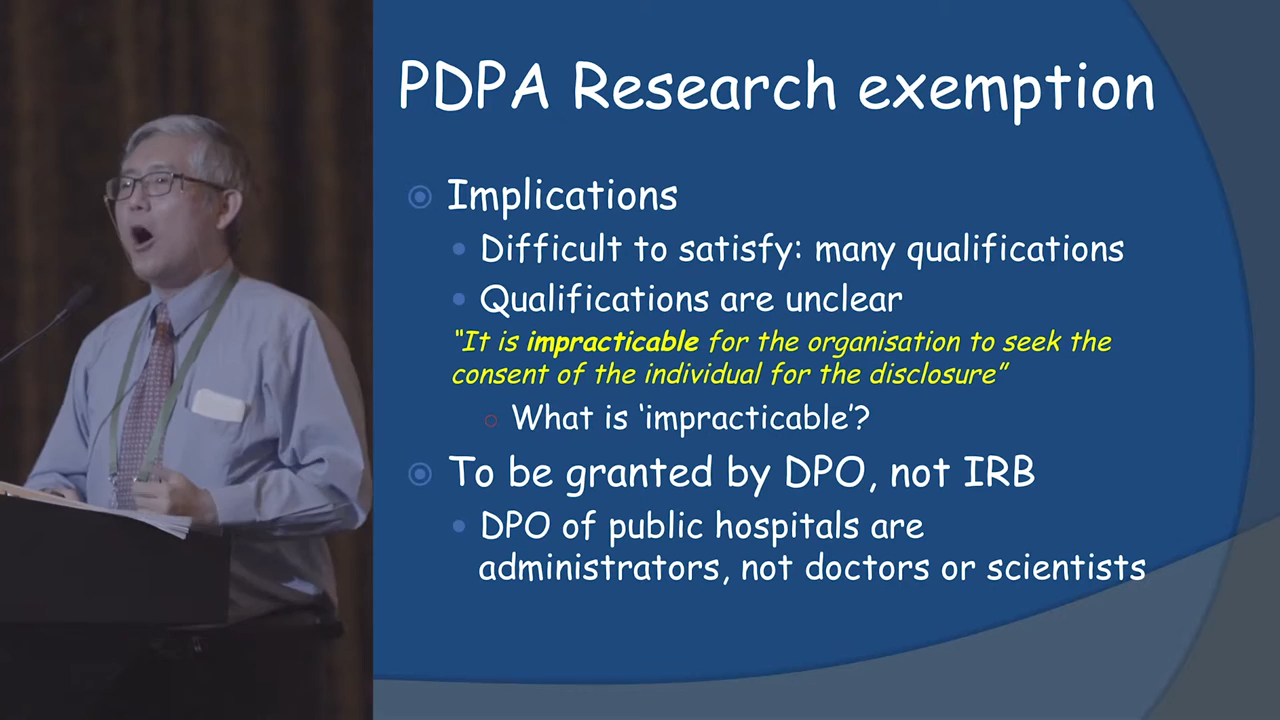 PDPA Research exemption
Implications
Difficult to satisfy: many qualifications
Qualifications are unclear
“It is impracticable for the organisation to seek the
consent of the individual for the disclosure”
What is ‘impracticable’?
To be granted by DPO, not IRB
DPO of public hospitals are
administrators, not doctors or scientists